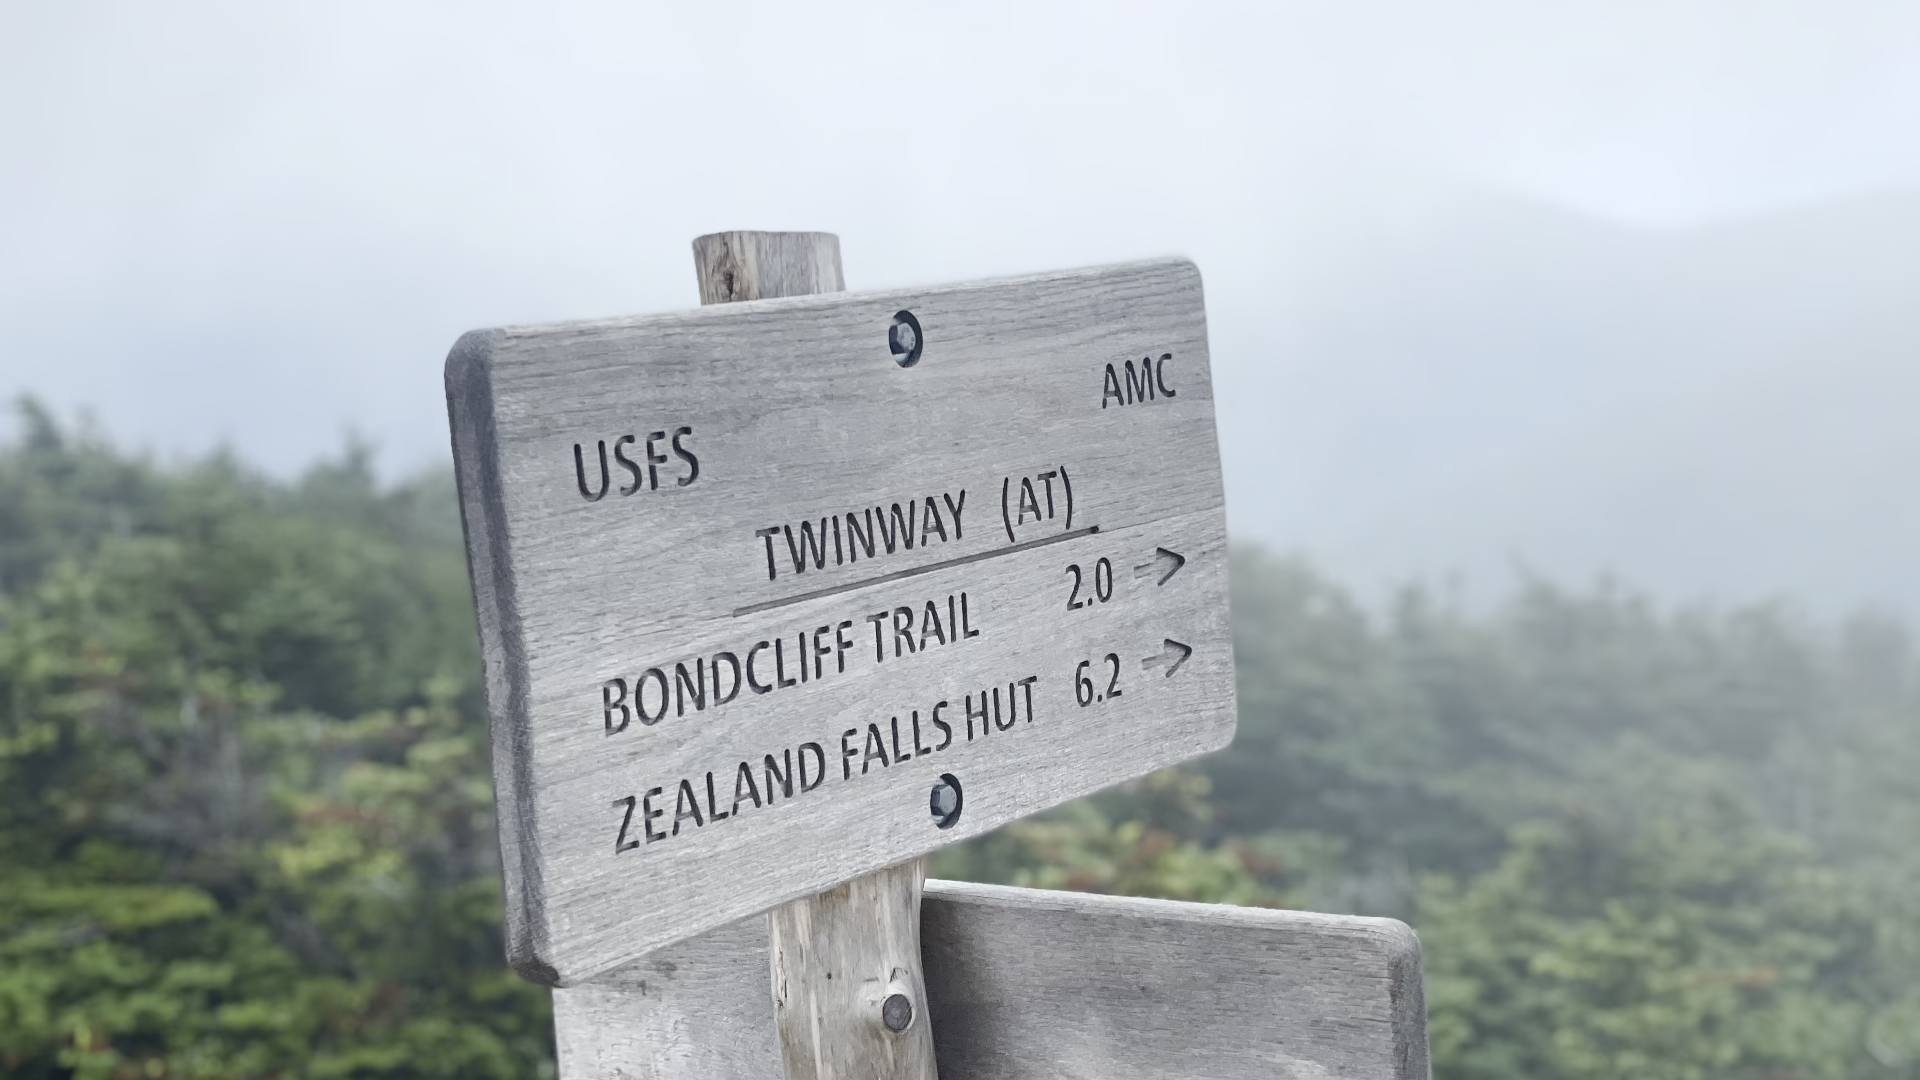 USFS AMC
TWINWAY (AT)
BONDCLIFF TRAIL 2.0 →
ZEALAND FALLS HUT 6.2 →